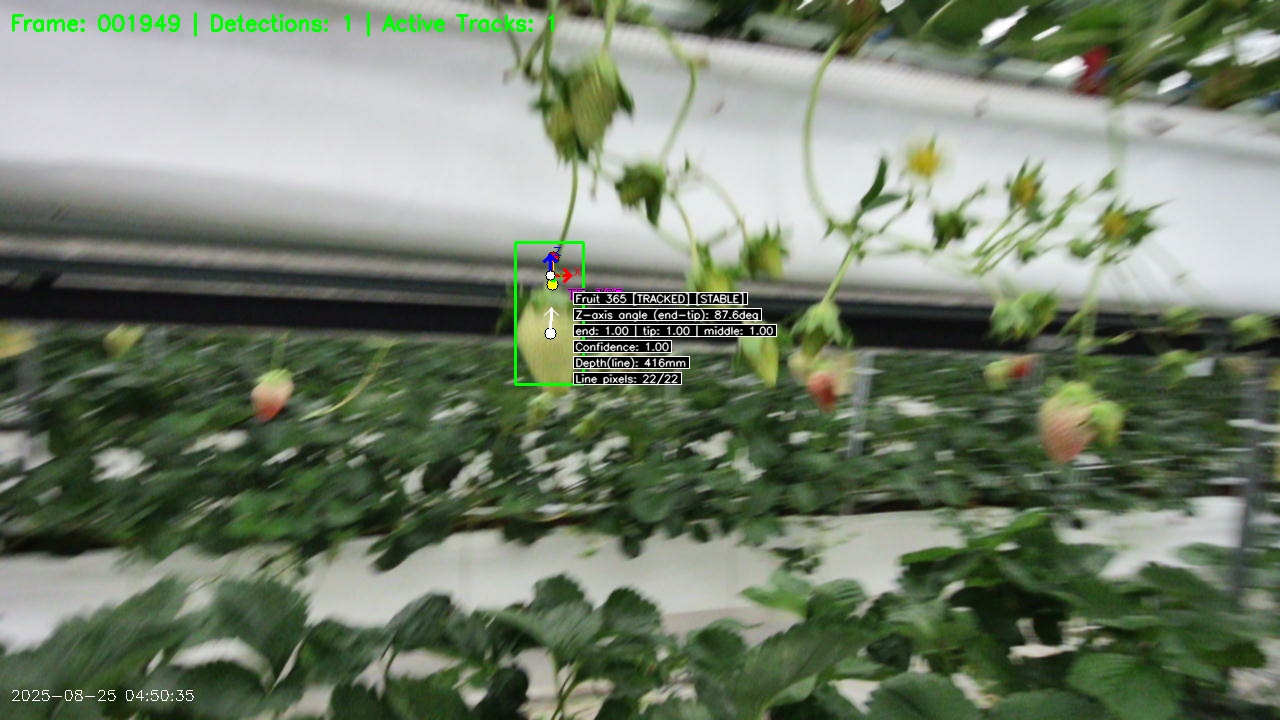 Frame: 001949 | Detections: 1 | Active Tracks: 1
Fruit 365 [TRACKED] [STABLE]
Z-axis angle (end-tip): 87.6deg
end: 1.00 | tip: 1.00 | middle: 1.00
Confidence: 1.00
Depth(line): 416mm
Line pixels: 22/22
2025-08-25 04:50:35